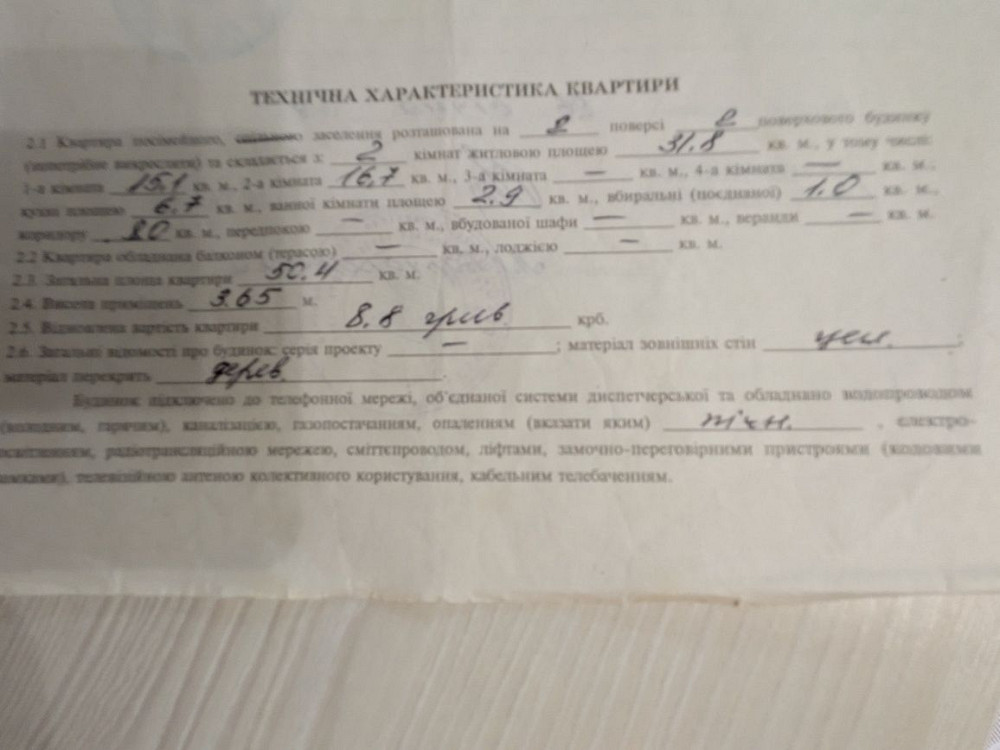 ТЕХНІЧНА ХАРАКТЕРИСТИКА КВАРТИРИ
2.1 Квартира посімейного, спільного заселення розташована на 2 поверсі 2 поверхового будинку
(непотрібне викреслити) та складається з: 2 кімнат житловою площею 31.8 кв. м., у тому числі:
1-а кімната 15,1 кв. м., 2-а кімната 16,7 кв. м., 3-а кімната — кв. м., 4-а кімната — кв. м.,
кухні площею 6.7 кв. м., ванної кімнати площею 2.9 кв. м., вбиральні (поєднаної) 1.0 кв. м.,
коридору 8.0 кв. м., передпокою — кв. м., вбудованої шафи — кв. м., веранди — кв. м.
2.2 Квартира обладнана балконом (терасою) — кв. м., лоджією — кв. м.
2.3. Загальна площа квартири 50.4 кв. м.
2.4. Висота приміщень 3.65 м.
2.5. Відновлена вартість квартири 8.8 крб.
2.6. Загальні відомості про будинок: серія проекту — ; матеріал зовнішніх стін цегл. ;
матеріал перекрить дерев. .
Будинок підключено до телефонної мережі, об'єднаної системи диспетчерської та обладнано водопроводом
(холодним, гарячим), каналізацією, газопостачанням, опаленням (вказати яким) пічн. , електро-
освітленням, радіотрансляційною мережею, сміттєпроводом, ліфтами, замочно-переговірними пристроями (кодовими
замками), телевізійною антеною колективного користування, кабельним телебаченням.